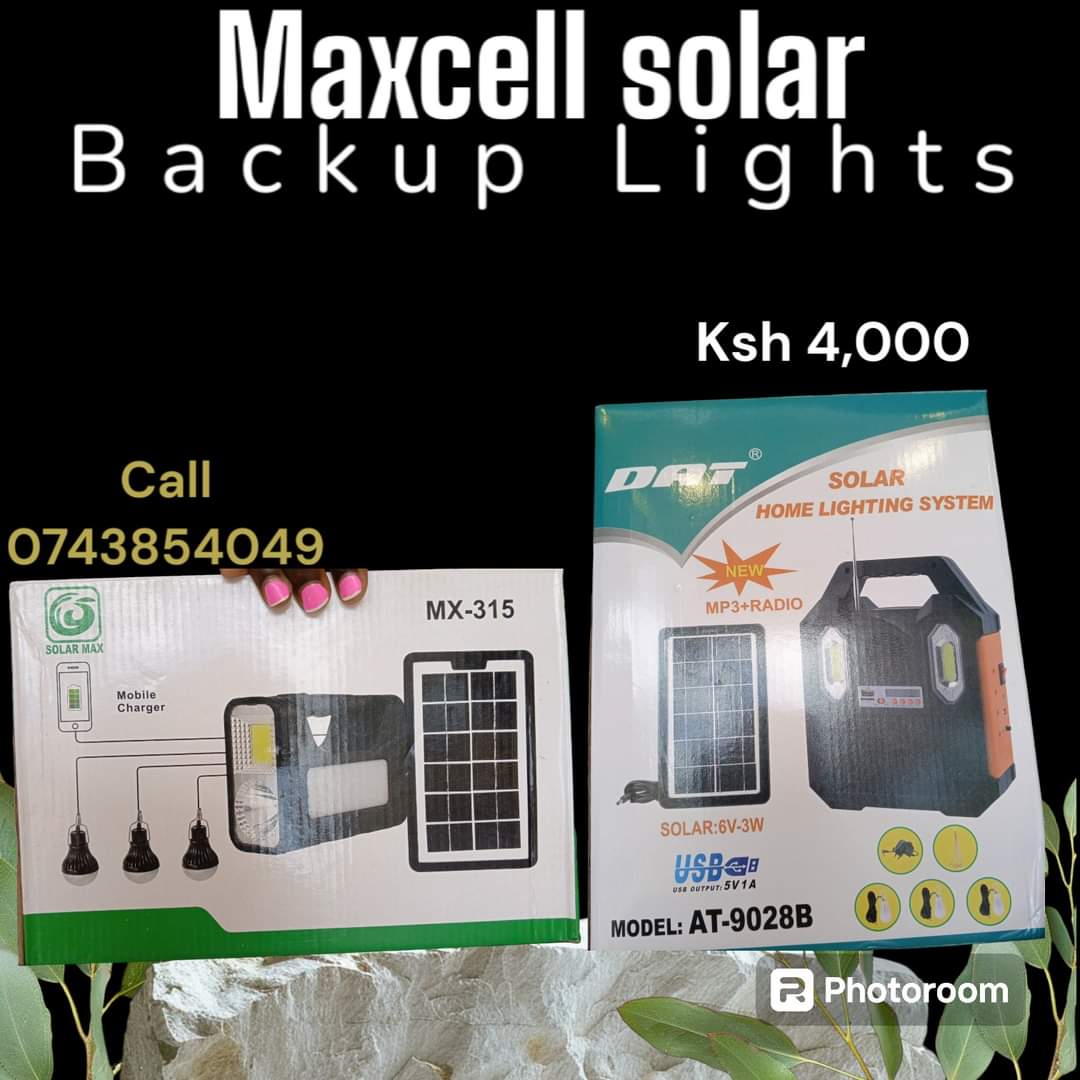 Maxcell solar
Backup Lights
Ksh 4,000
Call
0743854049
SOLAR MAX
MX-315
Mobile
Charger
DAT®
SOLAR
HOME LIGHTING SYSTEM
NEW
MP3+RADIO
SOLAR:6V-3W
USB
USB OUTPUT: 5V1A
MODEL: AT-9028B
Photoroom